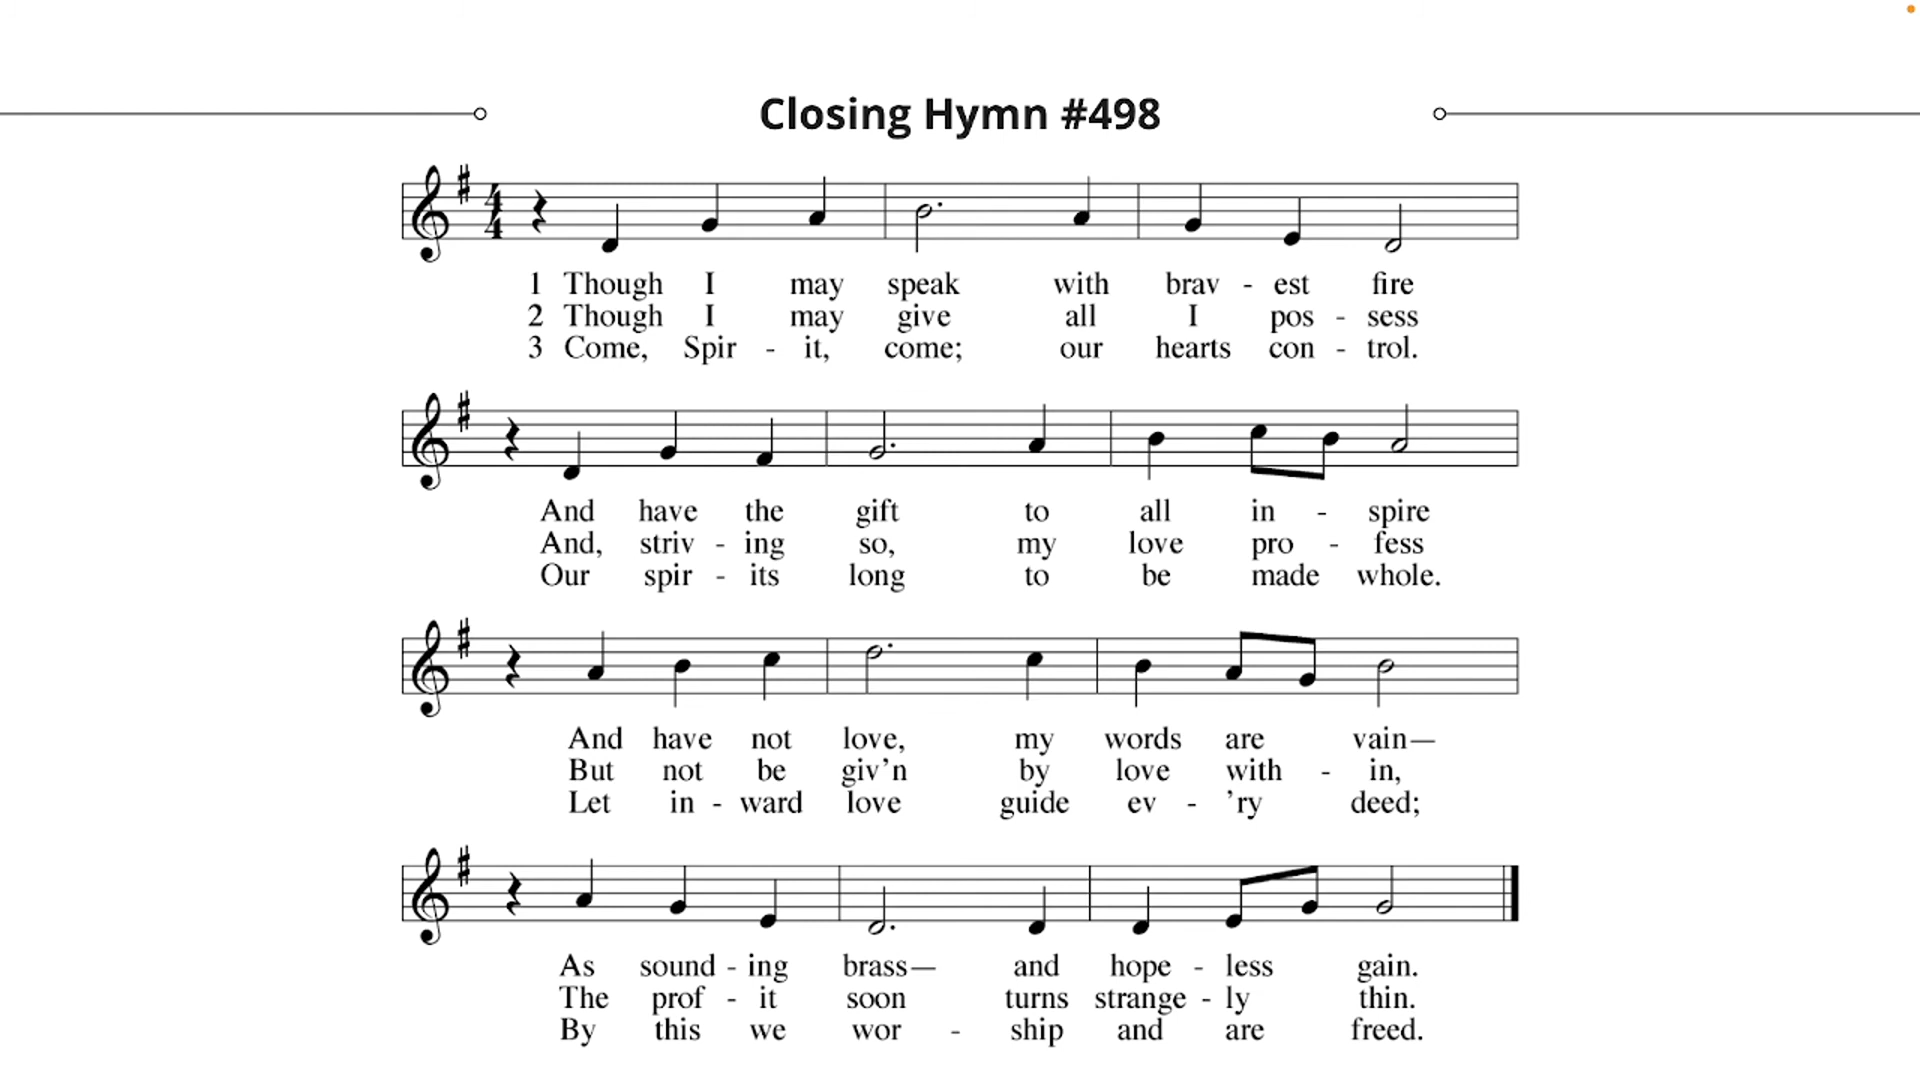 Closing Hymn #498
4
4
1 Though I may speak with brav - est fire
2 Though I may give all I pos - sess
3 Come, Spir - it, come; our hearts con - trol.
And have the gift to all in - spire
And, striv - ing so, my love pro - fess
Our spir - its long to be made whole.
And have not love, my words are vain—
But not be giv’n by love with - in,
Let in - ward love guide ev - ’ry deed;
As sound - ing brass— and hope - less gain.
The prof - it soon turns strange - ly thin.
By this we wor - ship and are freed.